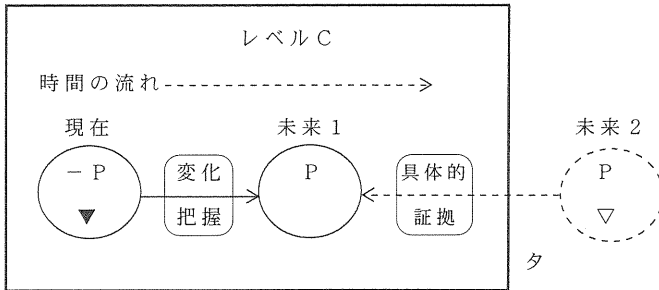 レベルC
時間の流れ
現在 未来1 未来2
－P 変化 P 具体的 P
▼ 把握 証拠 ▽
タ